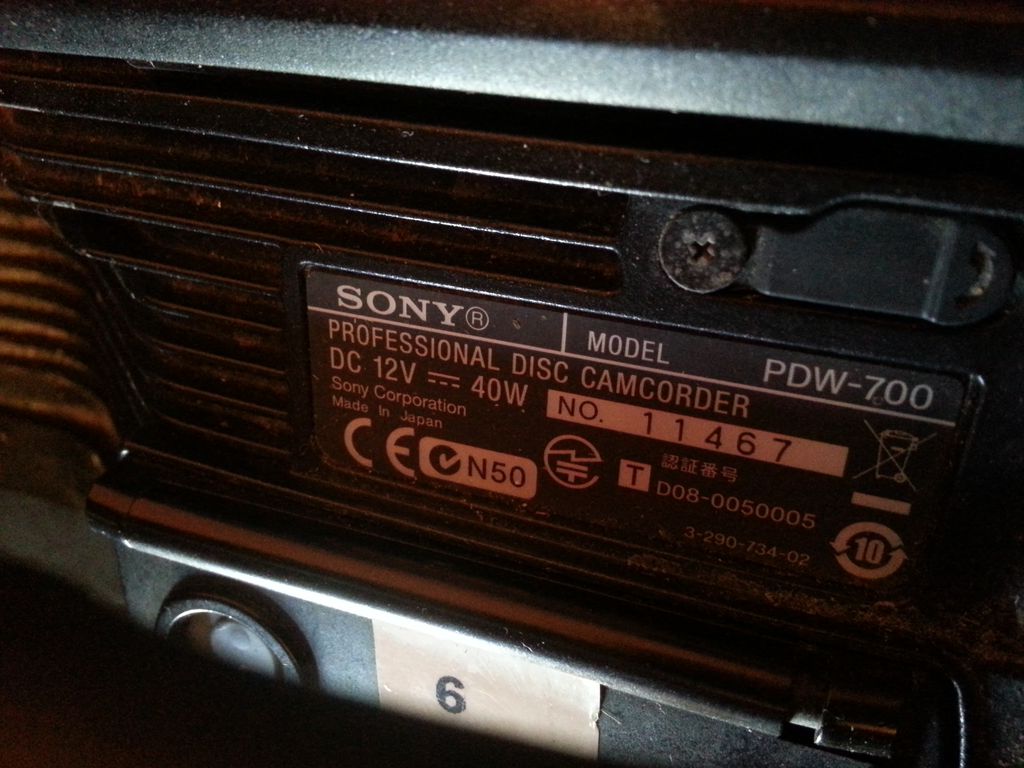 SONY® MODEL PDW-700
PROFESSIONAL DISC CAMCORDER
DC 12V ⎓ 40W NO. 11467
Sony Corporation
Made In Japan
CE N50 T 認証番号
D08-0050005
3-290-734-02
10
6